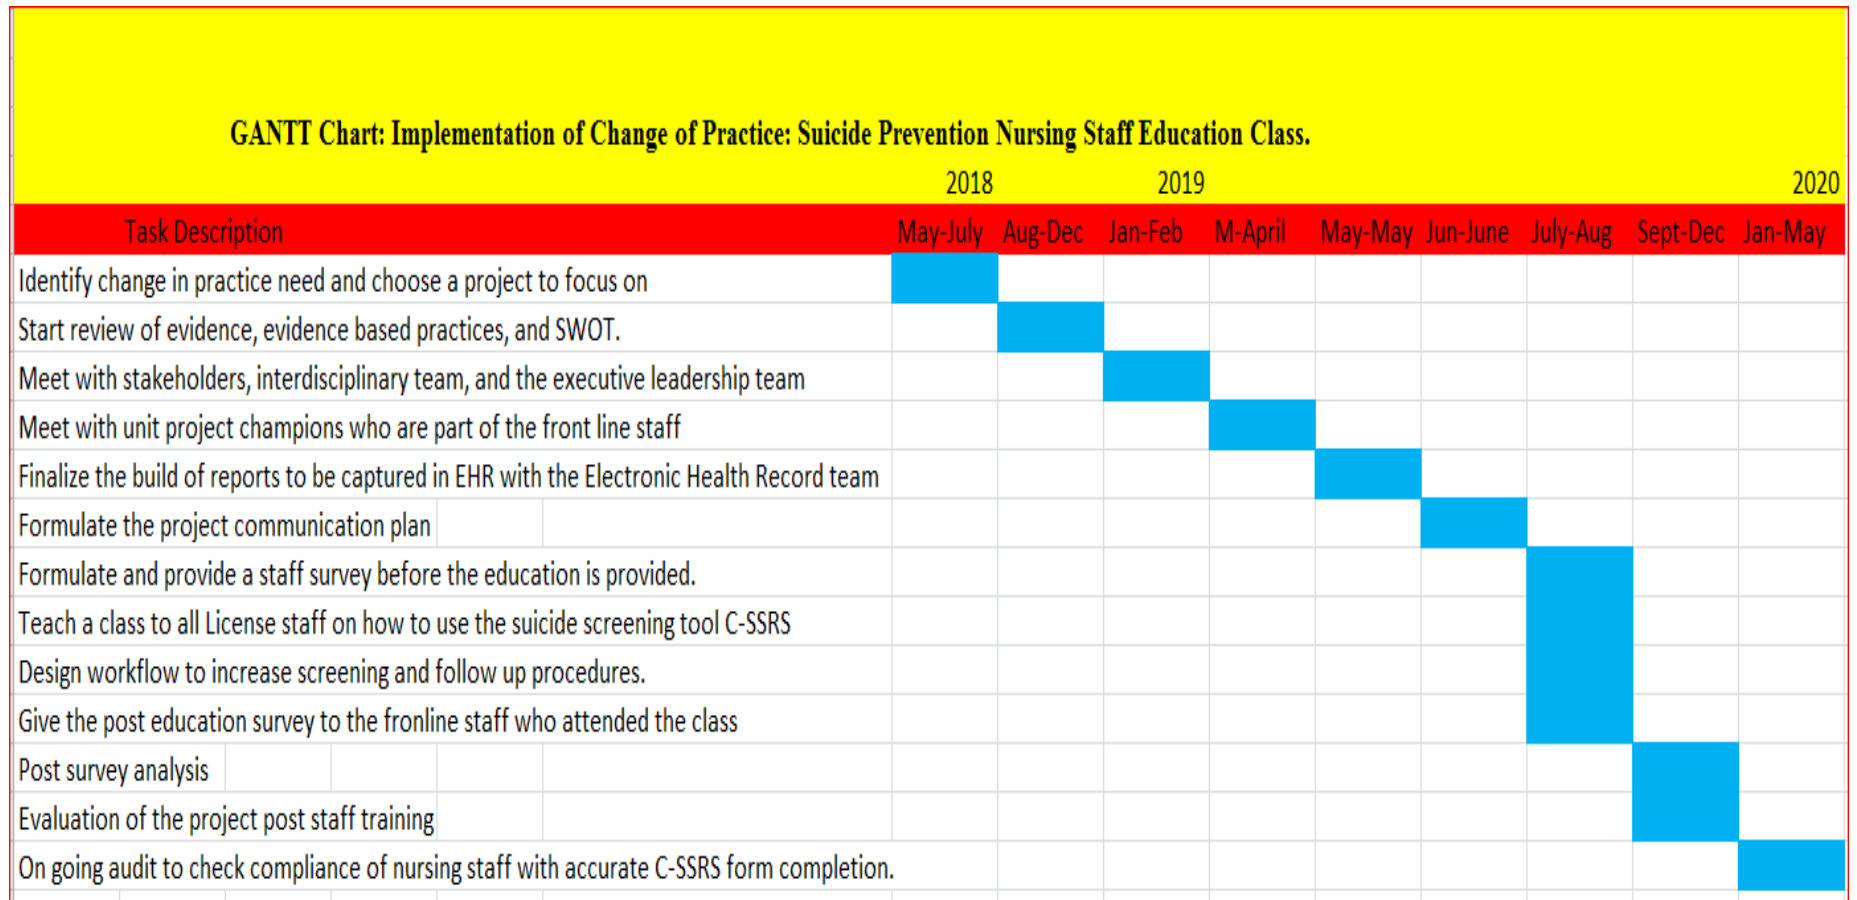 GANTT Chart: Implementation of Change of Practice: Suicide Prevention Nursing Staff Education Class.
2018 2019 2020
Task Description May-July Aug-Dec Jan-Feb M-April May-May Jun-June July-Aug Sept-Dec Jan-May
Identify change in practice need and choose a project to focus on
Start review of evidence, evidence based practices, and SWOT.
Meet with stakeholders, interdisciplinary team, and the executive leadership team
Meet with unit project champions who are part of the front line staff
Finalize the build of reports to be captured in EHR with the Electronic Health Record team
Formulate the project communication plan
Formulate and provide a staff survey before the education is provided.
Teach a class to all License staff on how to use the suicide screening tool C-SSRS
Design workflow to increase screening and follow up procedures.
Give the post education survey to the fronline staff who attended the class
Post survey analysis
Evaluation of the project post staff training
On going audit to check compliance of nursing staff with accurate C-SSRS form completion.